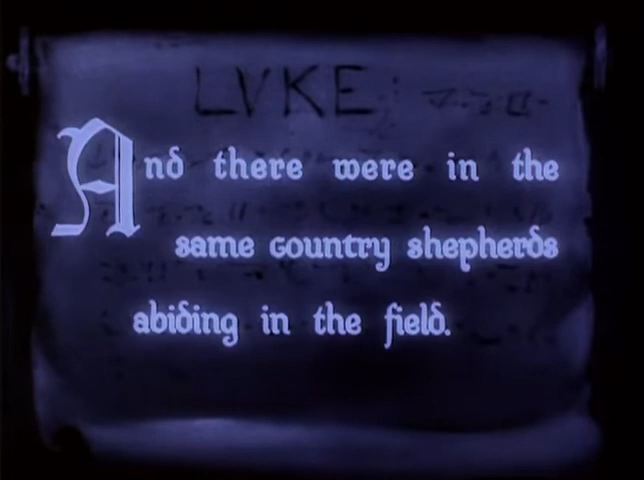 LVKE
And there were in the
same country shepherds
abiding in the field.